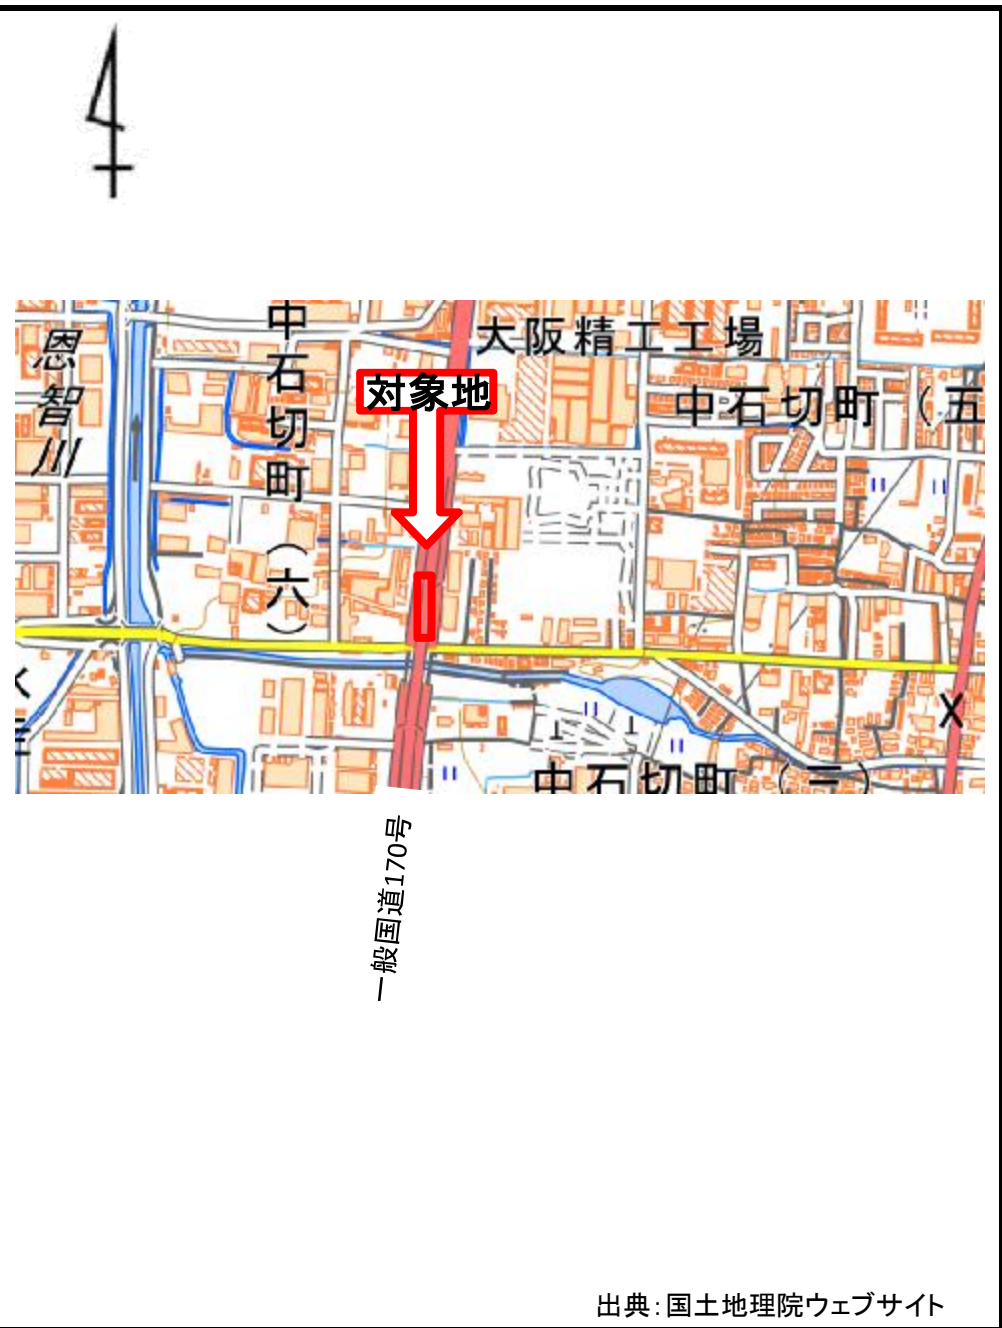 恩智川
中石切町（六）
大阪精工工場
対象地
中石切町（五
中石切町（二）
一般国道170号
出典：国土地理院ウェブサイト